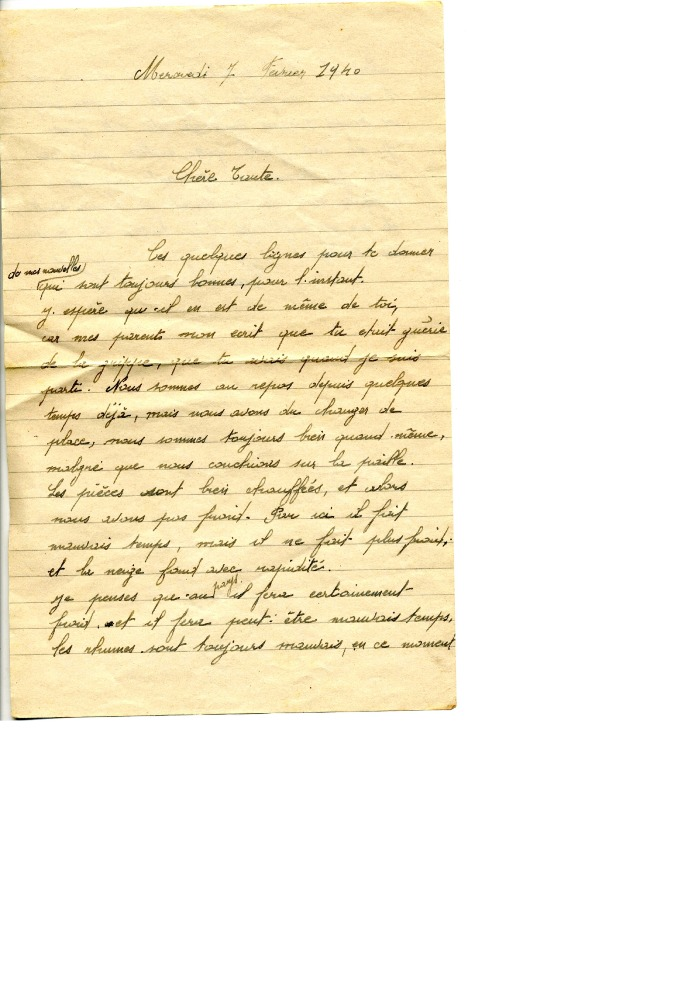 Mercredi 7 Fevrier 1940
Chère Tante.
Ces quelques lignes pour te donner
de mes nouvelles
qui sont toujours bonnes, pour l'instant.
j. espère qu'il en est de même de toi,
car mes parents mon ecrit que tu etait guèrie
de la grippe, que tu avais quand je suis
parti. Nous sommes au repos depuis quelques
temps déjà, mais nous avons du changer de
place, nous sommes toujours bien quand même,
malgré que nous couchions sur la paille.
Les pièces sont bien chauffées, et alors
nous avons pas froid. Par ici il fait
mauvais temps, mais il ne fait plus froid,
et la neige fond avec rapidité.
pays.
je penses que au il fera certainement
froid. et il fera peut: être mauvais temps,
les rhumes sont toujours mauvais, en ce moment